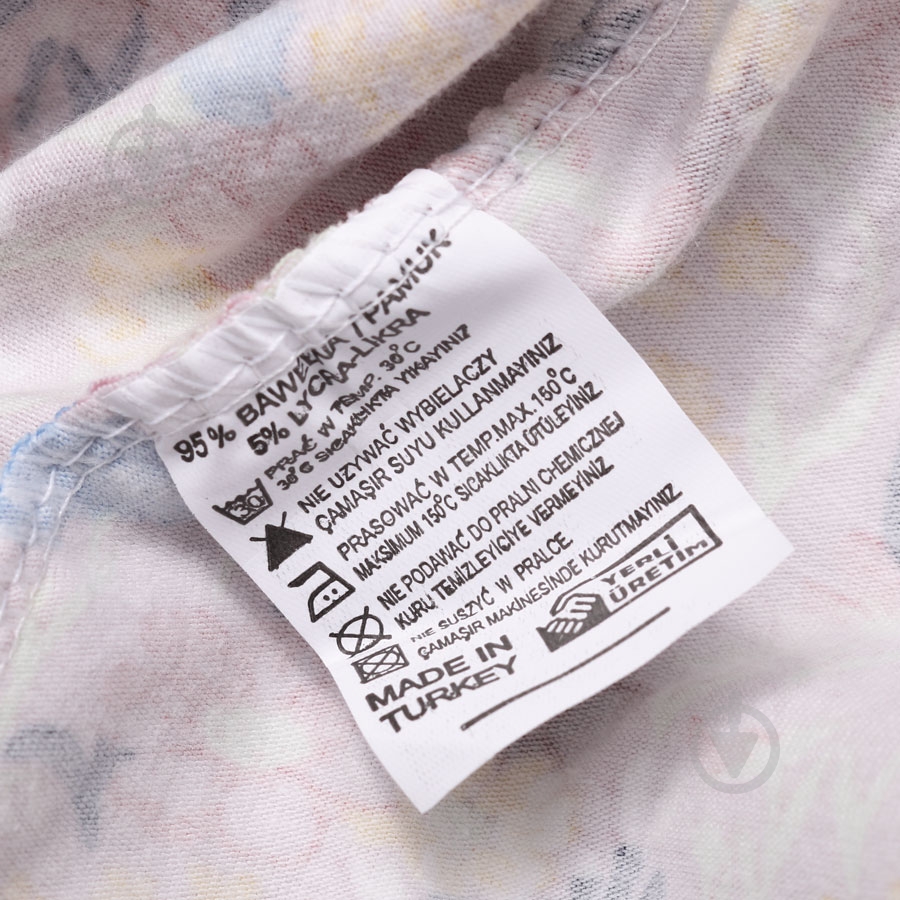 95% BAWEŁNA / PAMUK
5% LYCRA-LIKRA
PRAĆ W TEMP. 30°C
30°C SICAKLIKTA YIKAYINIZ
30
NIE UZYWAĆ WYBIELACZY
ÇAMAŞIR SUYU KULLANMAYINIZ
PRASOWAĆ W TEMP.MAX.150°C
MAKSIMUM 150°C SICAKLIKTA ÜTÜLEYİNİZ
NIE PODAWAĆ DO PRALNI CHEMICZNEJ
KURU TEMİZLEYİCİYE VERMEYİNİZ
NIE SUSZYĆ W PRALCE
ÇAMAŞIR MAKİNESİNDE KURUTMAYINIZ
YERLİ
ÜRETİM
MADE IN
TURKEY